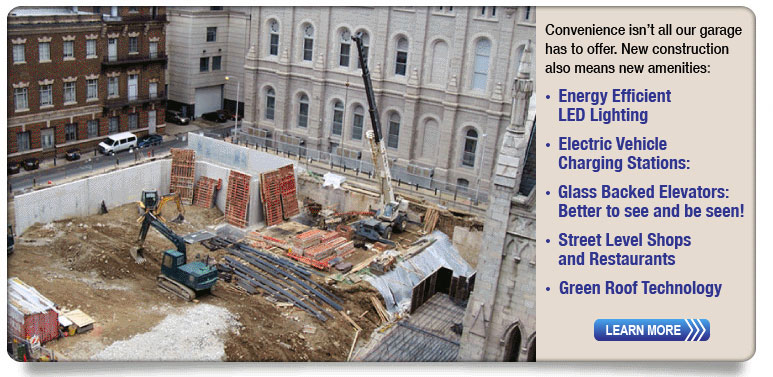 Convenience isn’t all our garage
has to offer. New construction
also means new amenities:
• Energy Efficient
LED Lighting
• Electric Vehicle
Charging Stations:
• Glass Backed Elevators:
Better to see and be seen!
• Street Level Shops
and Restaurants
• Green Roof Technology
LEARN MORE